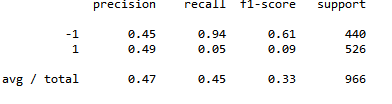 precision recall f1-score support
-1 0.45 0.94 0.61 440
1 0.49 0.05 0.09 526
avg / total 0.47 0.45 0.33 966